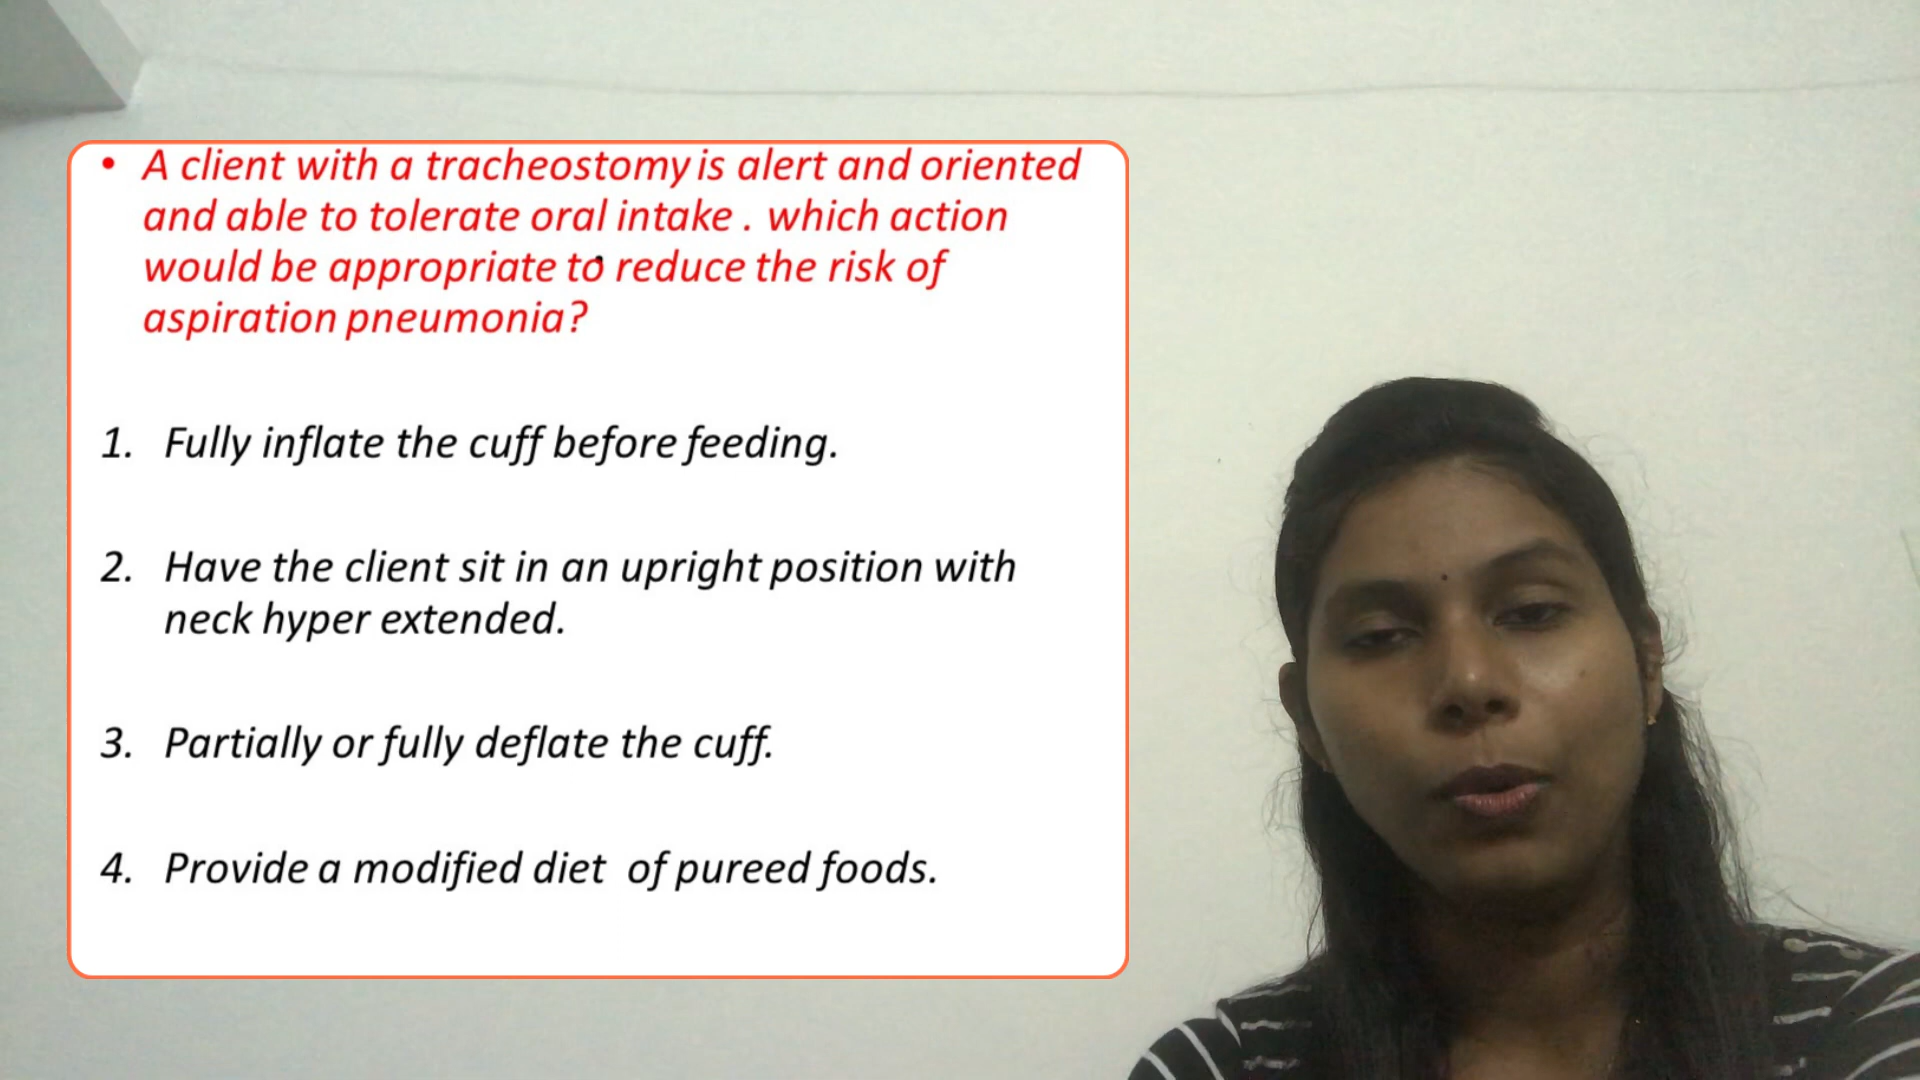 • A client with a tracheostomy is alert and oriented
and able to tolerate oral intake . which action
would be appropriate to reduce the risk of
aspiration pneumonia?
1. Fully inflate the cuff before feeding.
2. Have the client sit in an upright position with
neck hyper extended.
3. Partially or fully deflate the cuff.
4. Provide a modified diet of pureed foods.